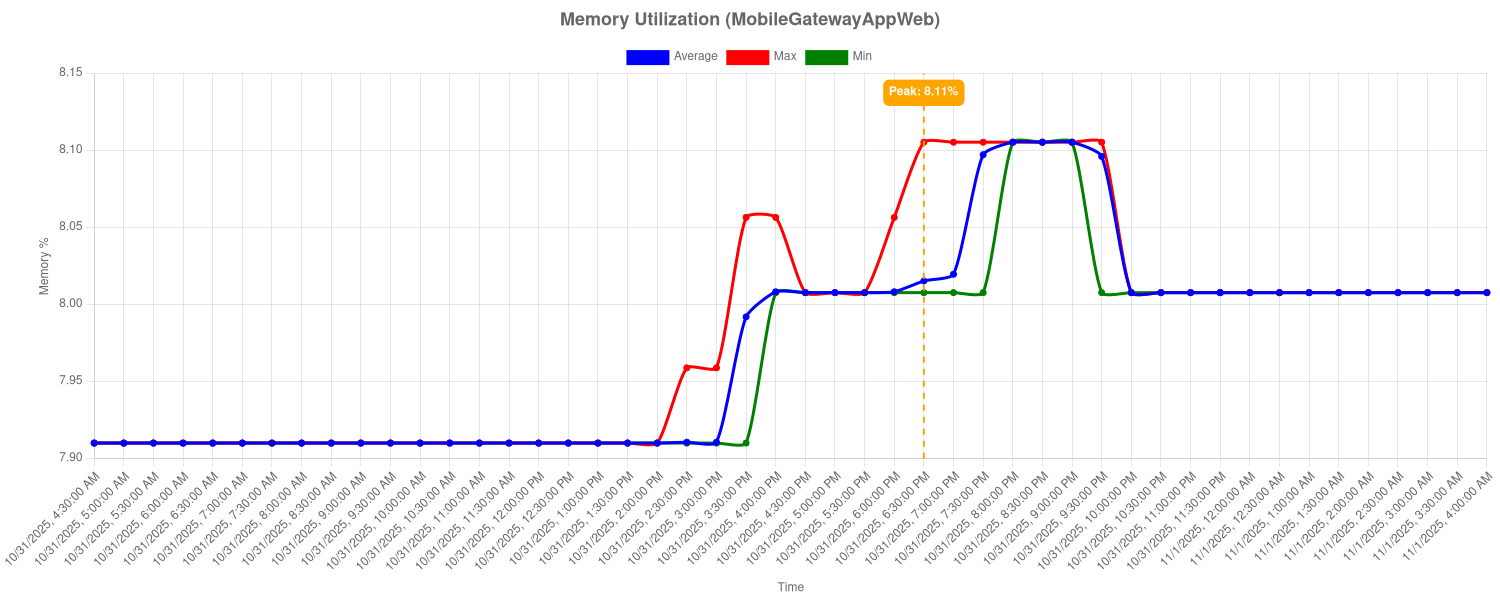 Memory Utilization (MobileGatewayAppWeb)
Average Max Min
Peak: 8.11%
8.15
8.10
8.05
8.00
7.95
7.90
Memory %
10/31/2025, 4:30:00 AM
10/31/2025, 5:00:00 AM
10/31/2025, 5:30:00 AM
10/31/2025, 6:00:00 AM
10/31/2025, 6:30:00 AM
10/31/2025, 7:00:00 AM
10/31/2025, 7:30:00 AM
10/31/2025, 8:00:00 AM
10/31/2025, 8:30:00 AM
10/31/2025, 9:00:00 AM
10/31/2025, 9:30:00 AM
10/31/2025, 10:00:00 AM
10/31/2025, 10:30:00 AM
10/31/2025, 11:00:00 AM
10/31/2025, 11:30:00 AM
10/31/2025, 12:00:00 PM
10/31/2025, 12:30:00 PM
10/31/2025, 1:00:00 PM
10/31/2025, 1:30:00 PM
10/31/2025, 2:00:00 PM
10/31/2025, 2:30:00 PM
10/31/2025, 3:00:00 PM
10/31/2025, 3:30:00 PM
10/31/2025, 4:00:00 PM
10/31/2025, 4:30:00 PM
10/31/2025, 5:00:00 PM
10/31/2025, 5:30:00 PM
10/31/2025, 6:00:00 PM
10/31/2025, 6:30:00 PM
10/31/2025, 7:00:00 PM
10/31/2025, 7:30:00 PM
10/31/2025, 8:00:00 PM
10/31/2025, 8:30:00 PM
10/31/2025, 9:00:00 PM
10/31/2025, 9:30:00 PM
10/31/2025, 10:00:00 PM
10/31/2025, 10:30:00 PM
10/31/2025, 11:00:00 PM
10/31/2025, 11:30:00 PM
11/1/2025, 12:00:00 AM
11/1/2025, 12:30:00 AM
11/1/2025, 1:00:00 AM
11/1/2025, 1:30:00 AM
11/1/2025, 2:00:00 AM
11/1/2025, 2:30:00 AM
11/1/2025, 3:00:00 AM
11/1/2025, 3:30:00 AM
11/1/2025, 4:00:00 AM
Time